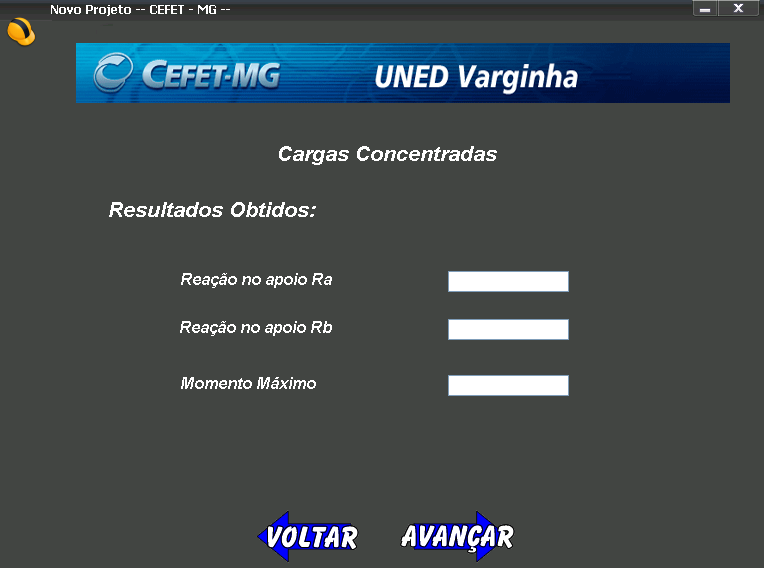 Novo Projeto -- CEFET - MG --
CEFET-MG UNED Varginha
Cargas Concentradas
Resultados Obtidos:
Reação no apoio Ra
Reação no apoio Rb
Momento Máximo
VOLTAR AVANÇAR